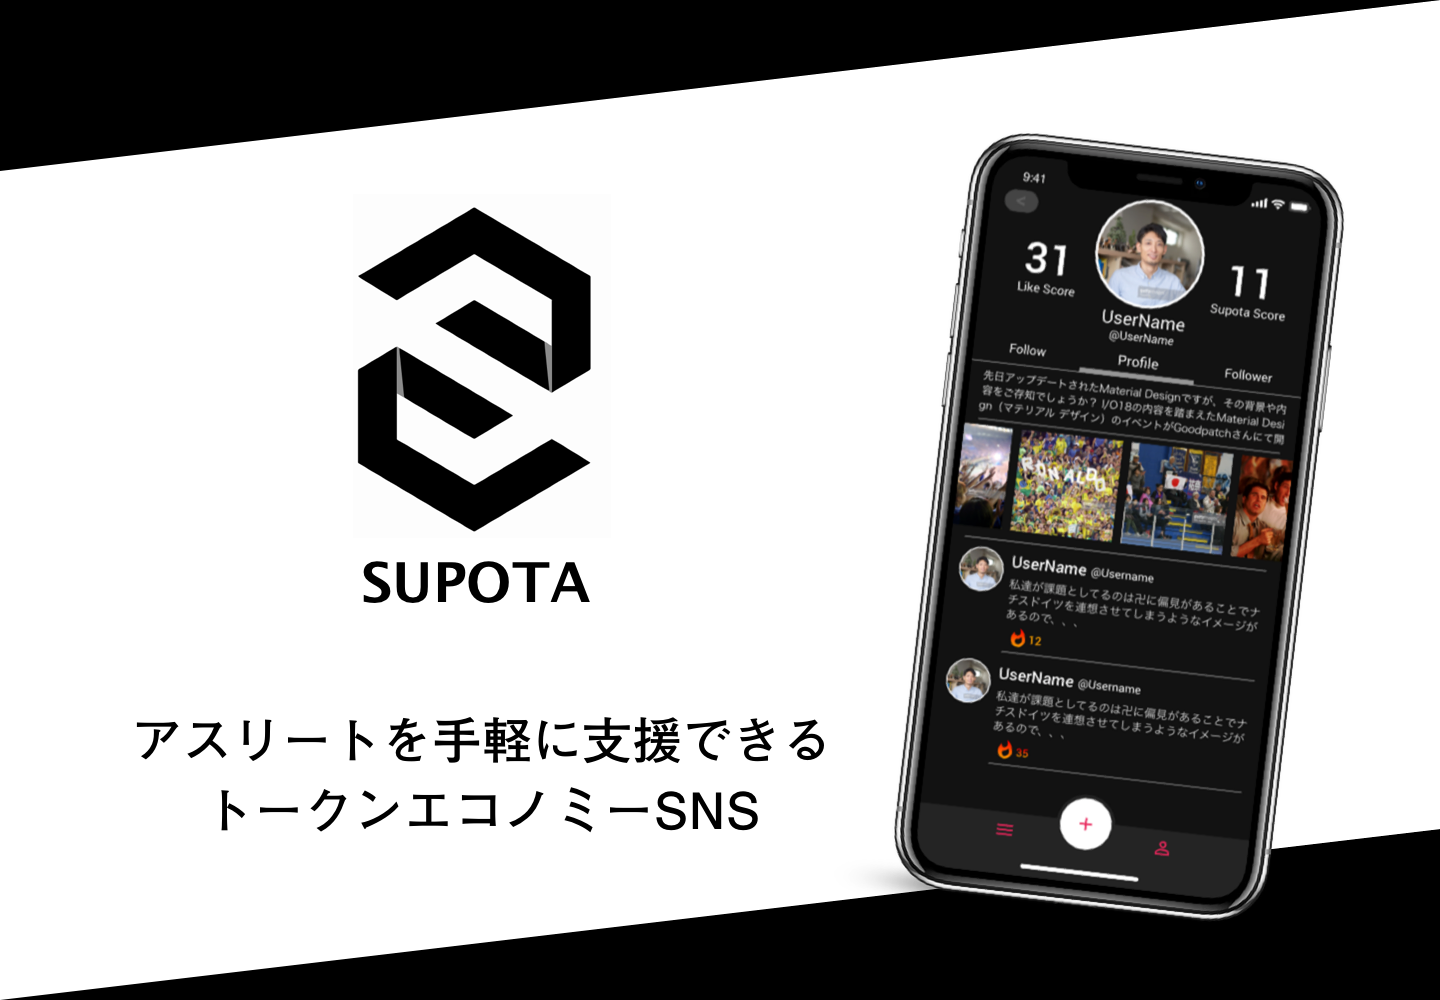 SUPOTA
アスリートを手軽に支援できる
トークンエコノミーSNS
9:41
<
31
Like Score
11
Supota Score
UserName
@UserName
Follow
Profile
Follower
先日アップデートされたMaterial Designですが、その背景や内
容をご存知でしょうか？ I/O18の内容を踏まえたMaterial Desi
gn（マテリアル デザイン）のイベントがGoodpatchさんにて開
RONALDO
UserName @Username
私達が課題としてるのは卍に偏見があることでナ
チスドイツを連想させてしまうようなイメージが
あるので、、、
12
UserName @Username
私達が課題としてるのは卍に偏見があることでナ
チスドイツを連想させてしまうようなイメージが
あるので、、、
35
+